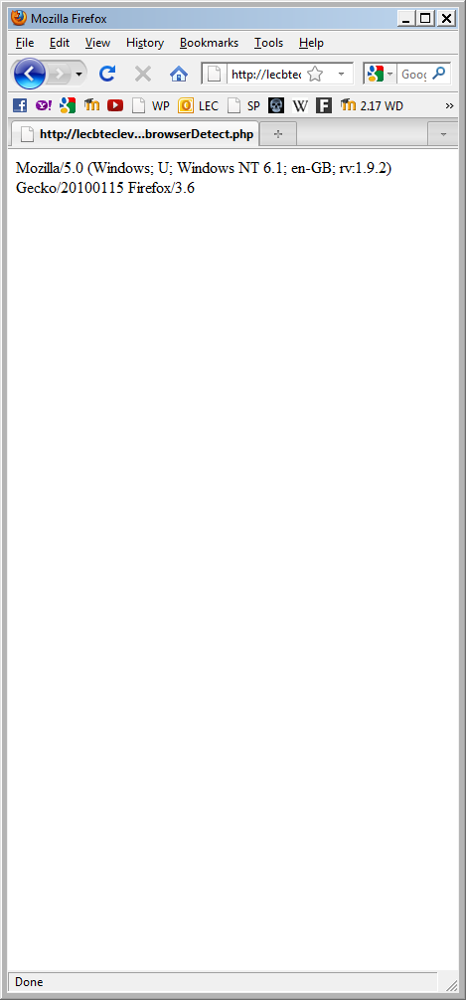 Mozilla Firefox
File Edit View History Bookmarks Tools Help
http://lecbtec Goog
WP LEC SP W F 2.17 WD »
http://lecbteclev...browserDetect.php
Mozilla/5.0 (Windows; U; Windows NT 6.1; en-GB; rv:1.9.2)
Gecko/20100115 Firefox/3.6
Done